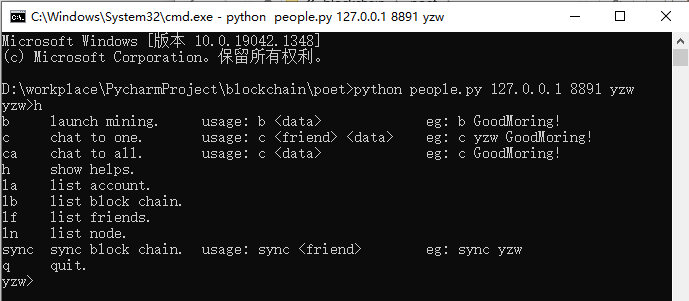 C:\Windows\System32\cmd.exe - python  people.py 127.0.0.1 8891 yzw
Microsoft Windows [版本 10.0.19042.1348]
(c) Microsoft Corporation。保留所有权利。
D:\workplace\PycharmProject\blockchain\poet>python people.py 127.0.0.1 8891 yzw
yzw>h
b     launch mining.     usage: b <data>             eg: b GoodMoring!
c     chat to one.       usage: c <friend> <data>    eg: c yzw GoodMoring!
ca    chat to all.       usage: c <data>             eg: c GoodMoring!
h     show helps.
la    list account.
lb    list block chain.
lf    list friends.
ln    list node.
sync  sync block chain.  usage: sync <friend>        eg: sync yzw
q     quit.
yzw>